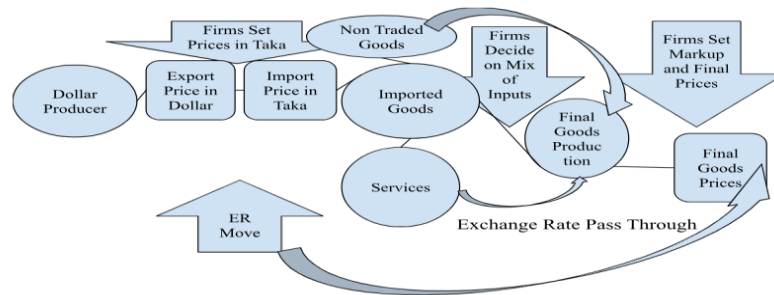 Firms Set
Prices in Taka
Non Traded
Goods
Firms
Decide
on Mix
of
Inputs
Firms Set
Markup
and Final
Prices
Dollar
Producer
Export
Price in
Dollar
Import
Price in
Taka
Imported
Goods
Final
Goods
Produc
tion
Final
Goods
Prices
Services
ER
Move
Exchange Rate Pass Through